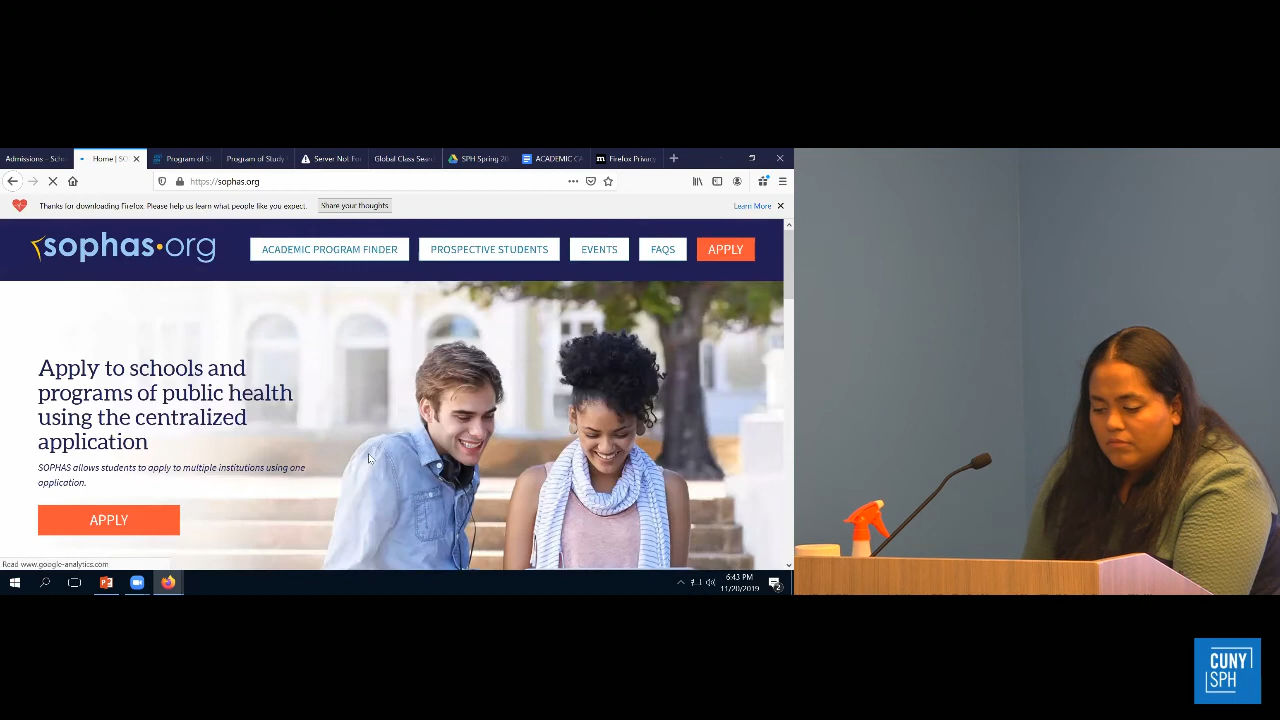 Admissions – Scho
Home | SO
Program of St
Program of Study
Server Not Fo
Global Class Sear
SPH Spring 20
ACADEMIC CA
Firefox Privacy
https://sophas.org
Thanks for downloading Firefox. Please help us learn what people like you expect.
Share your thoughts
Learn More
sophas.org
ACADEMIC PROGRAM FINDER
PROSPECTIVE STUDENTS
EVENTS
FAQS
APPLY
Apply to schools and
programs of public health
using the centralized
application
SOPHAS allows students to apply to multiple institutions using one
application.
APPLY
Read www.google-analytics.com
6:43 PM
11/20/2019
2
CUNY
SPH